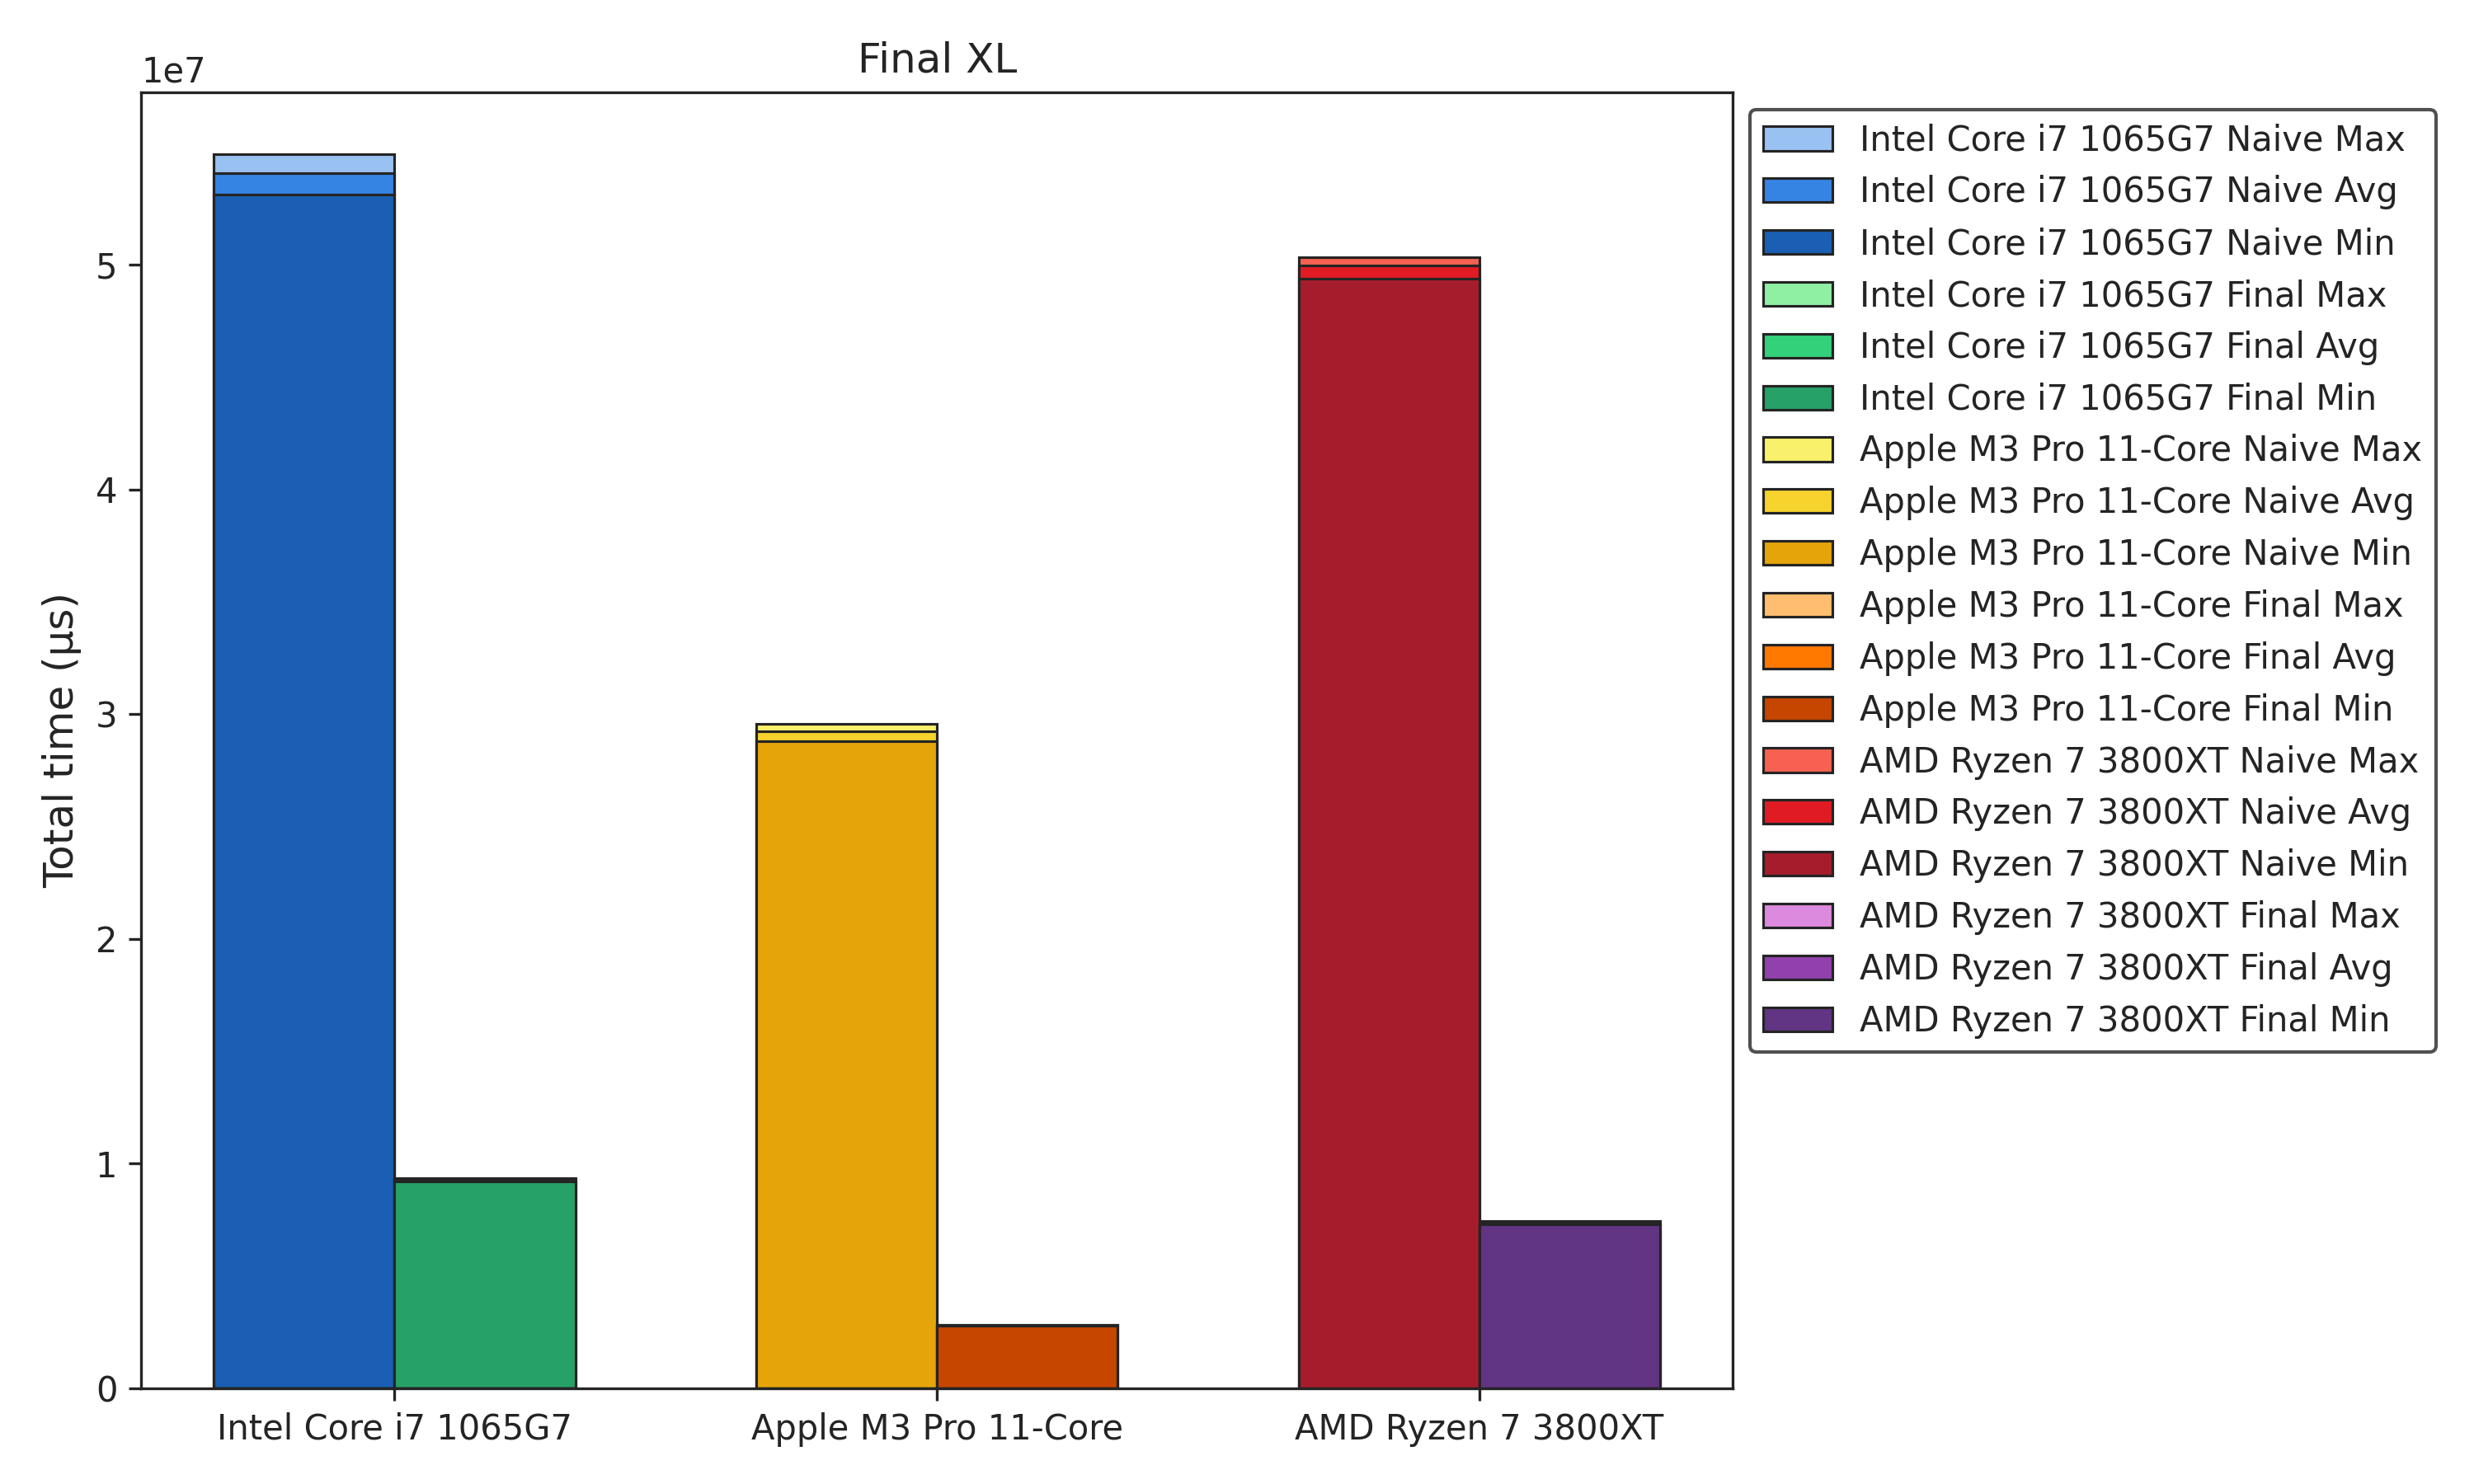 Final XL
1e7
5
4
3
2
1
0
Total time (µs)
Intel Core i7 1065G7
Apple M3 Pro 11-Core
AMD Ryzen 7 3800XT
Intel Core i7 1065G7 Naive Max
Intel Core i7 1065G7 Naive Avg
Intel Core i7 1065G7 Naive Min
Intel Core i7 1065G7 Final Max
Intel Core i7 1065G7 Final Avg
Intel Core i7 1065G7 Final Min
Apple M3 Pro 11-Core Naive Max
Apple M3 Pro 11-Core Naive Avg
Apple M3 Pro 11-Core Naive Min
Apple M3 Pro 11-Core Final Max
Apple M3 Pro 11-Core Final Avg
Apple M3 Pro 11-Core Final Min
AMD Ryzen 7 3800XT Naive Max
AMD Ryzen 7 3800XT Naive Avg
AMD Ryzen 7 3800XT Naive Min
AMD Ryzen 7 3800XT Final Max
AMD Ryzen 7 3800XT Final Avg
AMD Ryzen 7 3800XT Final Min